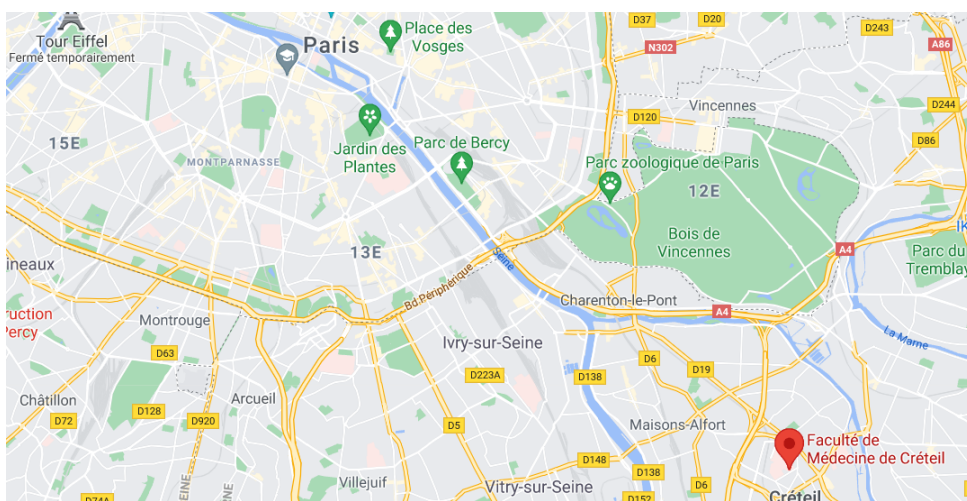 D37
D20
D243
Place des
Vosges
Tour Eiffel
Fermé temporairement
Paris
N302
A86
Vincennes
D244
D120
15E
MONTPARNASSE
Jardin des
Plantes
Parc de Bercy
D86
Parc zoologique de Paris
12E
Bois de
Vincennes
13E
Seine
Bd Périphérique
A4
Parc du
Tremblay
ineaux
Charenton-le-Pont
A4
ruction
Percy
Montrouge
Ivry-sur-Seine
La Marne
D63
D6
D19
D223A
D138
Châtillon
Arcueil
D128
D72
D920
D5
Maisons-Alfort
Faculté de
Médecine de Créteil
D148
D138
Villejuif
Vitry-sur-Seine
D6
D74A
D152
Créteil